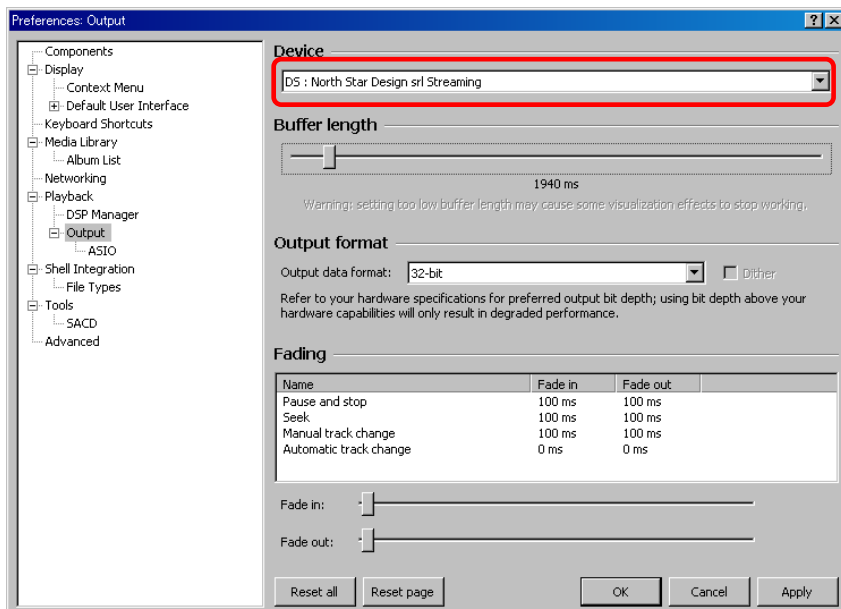 Preferences: Output
Components
Display
Context Menu
Default User Interface
Keyboard Shortcuts
Media Library
Album List
Networking
Playback
DSP Manager
Output
ASIO
Shell Integration
File Types
Tools
SACD
Advanced
Device
DS : North Star Design srl Streaming
Buffer length
1940 ms
Warning: setting too low buffer length may cause some visualization effects to stop working.
Output format
Output data format: 32-bit Dither
Refer to your hardware specifications for preferred output bit depth; using bit depth above your
hardware capabilities will only result in degraded performance.
Fading
Name Fade in Fade out
Pause and stop 100 ms 100 ms
Seek 100 ms 100 ms
Manual track change 100 ms 100 ms
Automatic track change 0 ms 0 ms
Fade in:
Fade out:
Reset all Reset page OK Cancel Apply